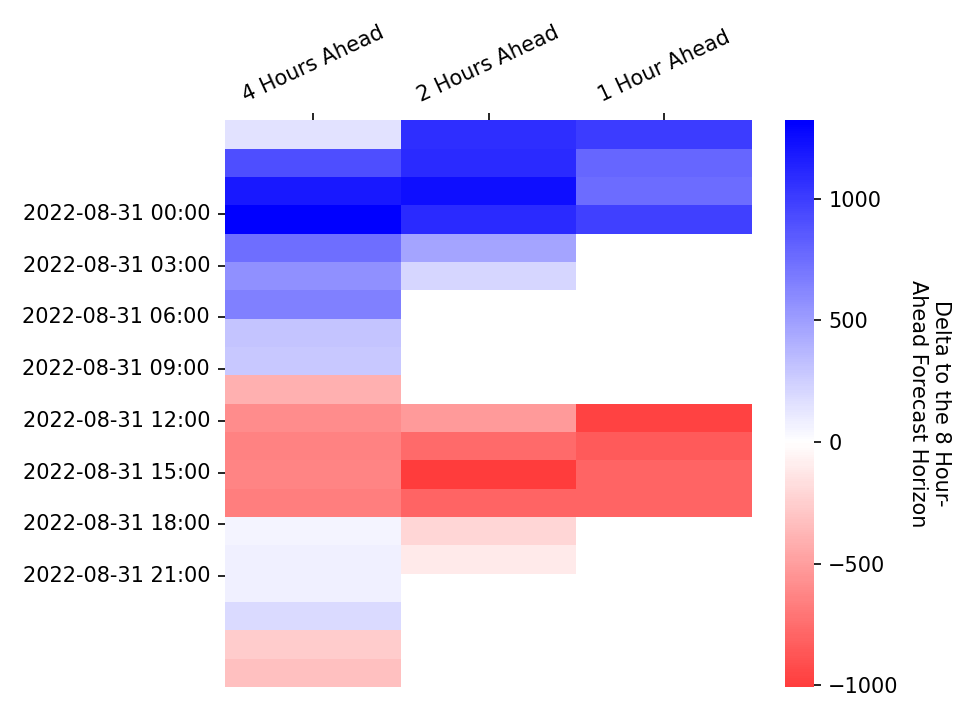 4 Hours Ahead
2 Hours Ahead
1 Hour Ahead
2022-08-31 00:00
2022-08-31 03:00
2022-08-31 06:00
2022-08-31 09:00
2022-08-31 12:00
2022-08-31 15:00
2022-08-31 18:00
2022-08-31 21:00
1000
500
0
−500
−1000
Delta to the 8 Hour-
Ahead Forecast Horizon